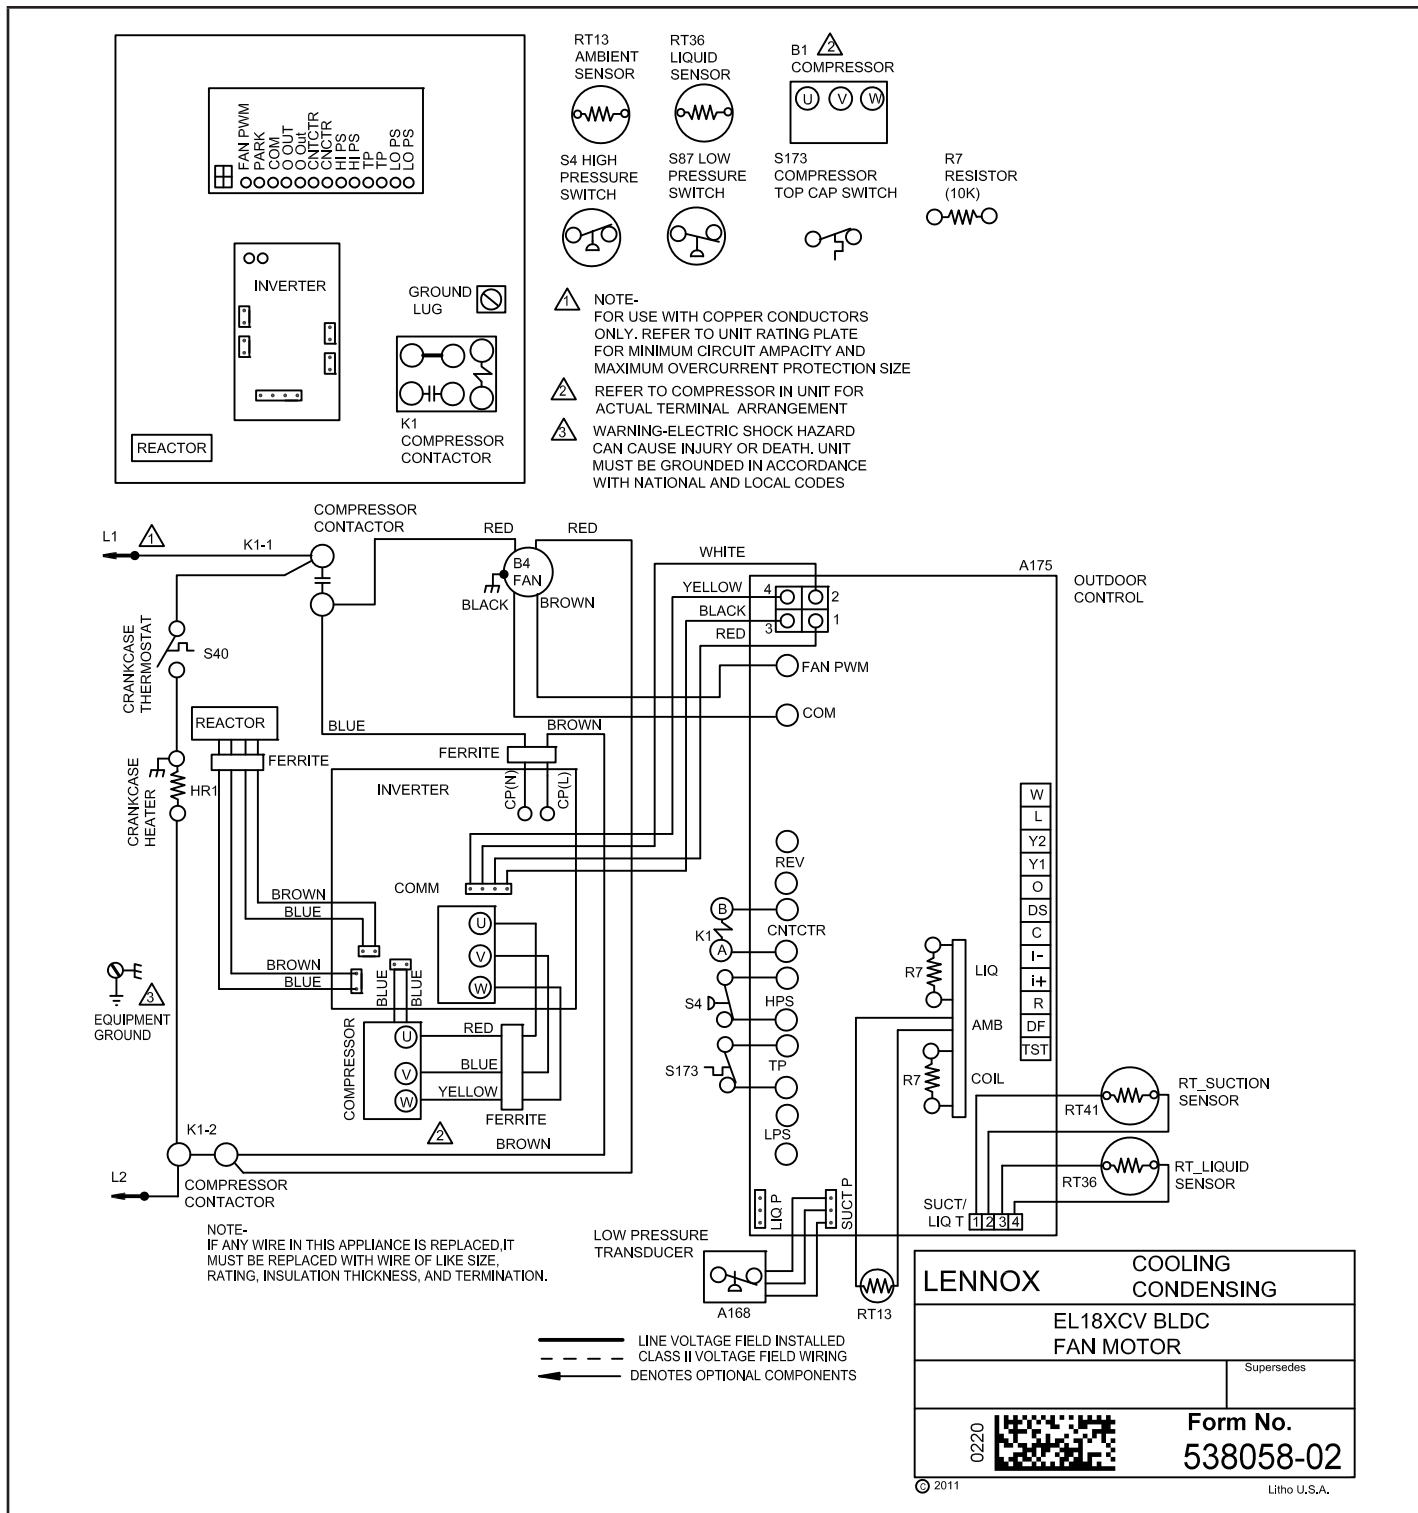 FAN PWM
PARK
COM
O OUT
O Out
CNTCTR
CNCTR
HI PS
HI PS
TP
TP
LO PS
LO PS
INVERTER
GROUND
LUG
K1
COMPRESSOR
CONTACTOR
REACTOR
RT13
AMBIENT
SENSOR
RT36
LIQUID
SENSOR
B1 2
COMPRESSOR
U V W
S4 HIGH
PRESSURE
SWITCH
S87 LOW
PRESSURE
SWITCH
S173
COMPRESSOR
TOP CAP SWITCH
R7
RESISTOR
(10K)
1 NOTE-
FOR USE WITH COPPER CONDUCTORS
ONLY. REFER TO UNIT RATING PLATE
FOR MINIMUM CIRCUIT AMPACITY AND
MAXIMUM OVERCURRENT PROTECTION SIZE
2 REFER TO COMPRESSOR IN UNIT FOR
ACTUAL TERMINAL ARRANGEMENT
3 WARNING-ELECTRIC SHOCK HAZARD
CAN CAUSE INJURY OR DEATH. UNIT
MUST BE GROUNDED IN ACCORDANCE
WITH NATIONAL AND LOCAL CODES
L1 1
K1-1
COMPRESSOR
CONTACTOR
RED
RED
B4
FAN
BLACK
BROWN
WHITE
YELLOW
BLACK
RED
4
2
3
1
A175
OUTDOOR
CONTROL
FAN PWM
COM
CRANKCASE
THERMOSTAT
S40
REACTOR
FERRITE
BLUE
BROWN
FERRITE
CRANKCASE
HEATER
HR1
INVERTER
CP(N)
CP(L)
COMM
BROWN
BLUE
BROWN
BLUE
BLUE
BLUE
U
V
W
3
EQUIPMENT
GROUND
COMPRESSOR
U
V
W
RED
BLUE
YELLOW
FERRITE
2
BROWN
K1-2
L2
COMPRESSOR
CONTACTOR
REV
B
K1
A
CNTCTR
S4
HPS
S173
TP
LPS
W
L
Y2
Y1
O
DS
C
I-
i+
R
DF
TST
R7
LIQ
AMB
R7
COIL
RT41
RT_SUCTION
SENSOR
RT36
RT_LIQUID
SENSOR
SUCT/
LIQ T
1 2 3 4
LIQ P
SUCT P
LOW PRESSURE
TRANSDUCER
A168
RT13
NOTE-
IF ANY WIRE IN THIS APPLIANCE IS REPLACED,IT
MUST BE REPLACED WITH WIRE OF LIKE SIZE,
RATING, INSULATION THICKNESS, AND TERMINATION.
LINE VOLTAGE FIELD INSTALLED
CLASS II VOLTAGE FIELD WIRING
DENOTES OPTIONAL COMPONENTS
LENNOX
COOLING
CONDENSING
EL18XCV BLDC
FAN MOTOR
Supersedes
0220
Form No.
538058-02
© 2011
Litho U.S.A.